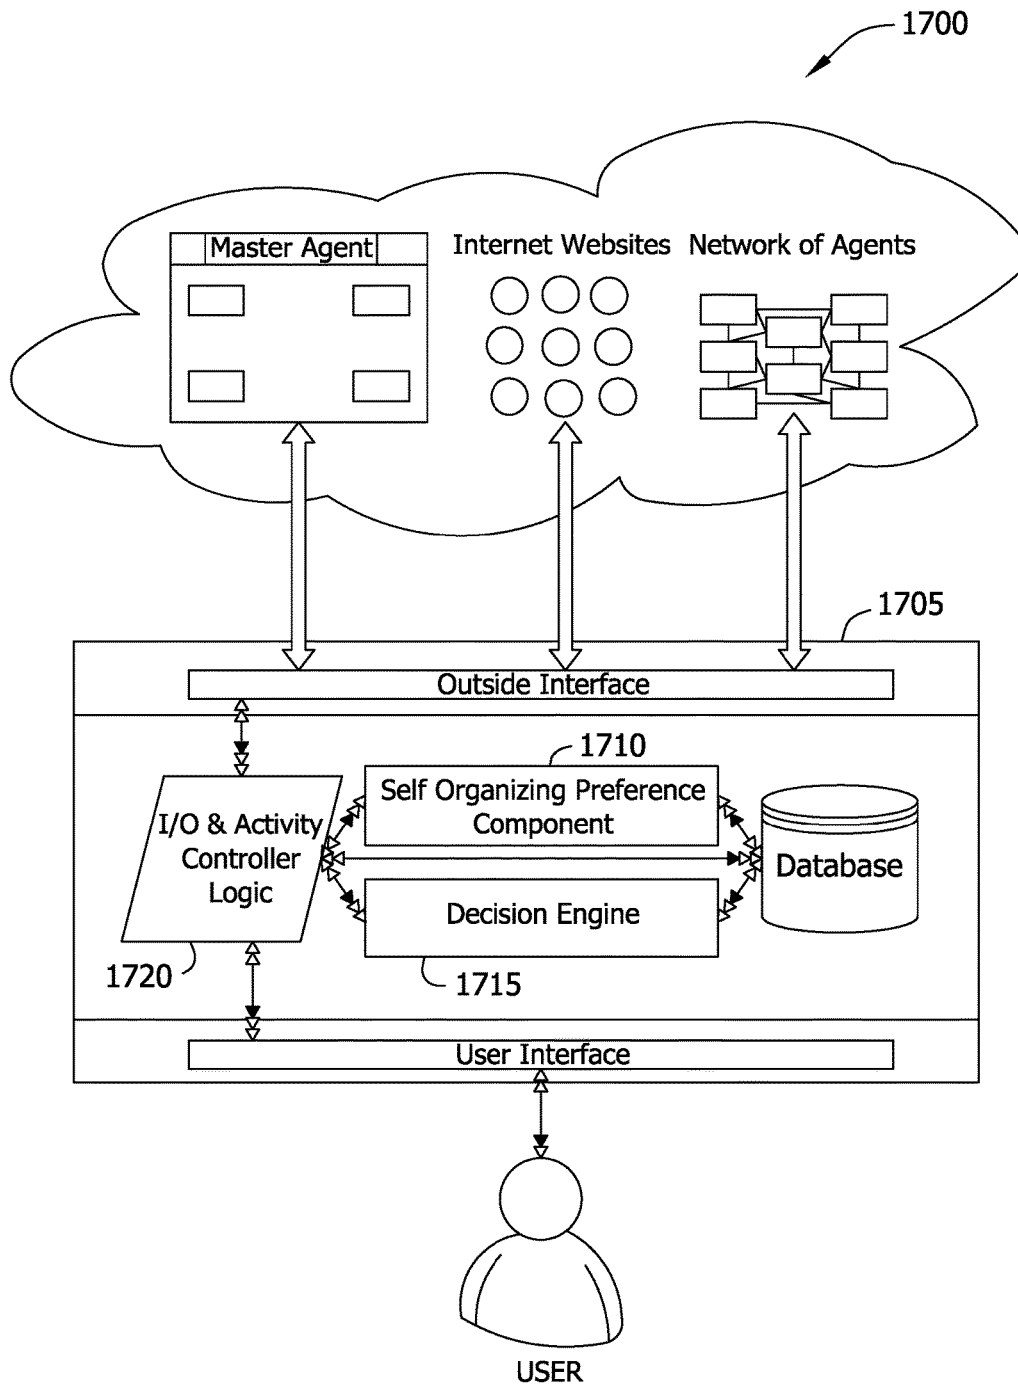 1700
Master Agent
Internet Websites
Network of Agents
1705
Outside Interface
1710
Self Organizing Preference
Component
I/O & Activity
Controller
Logic
Database
Decision Engine
1720
1715
User Interface
USER